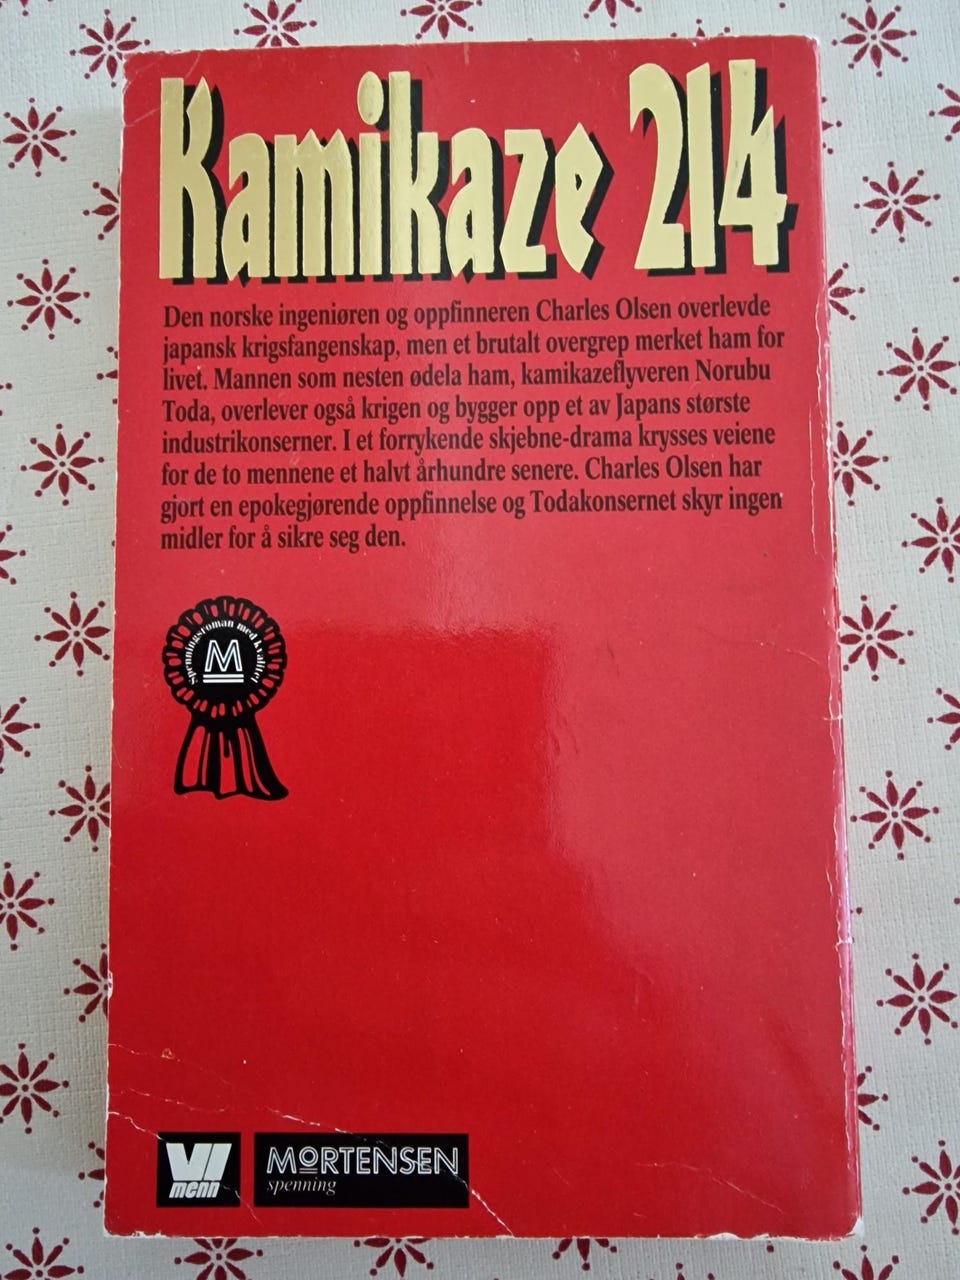 Kamikaze 214
Den norske ingeniøren og oppfinneren Charles Olsen overlevde
japansk krigsfangenskap, men et brutalt overgrep merket ham for
livet. Mannen som nesten ødela ham, kamikazeflyveren Norubu
Toda, overlever også krigen og bygger opp et av Japans største
industrikonserner. I et forrykende skjebne-drama krysses veiene
for de to mennene et halvt århundre senere. Charles Olsen har
gjort en epokegjørende oppfinnelse og Todakonsernet skyr ingen
midler for å sikre seg den.
Spenningsroman med kvalitet
M
VI
menn
MORTENSEN
spenning